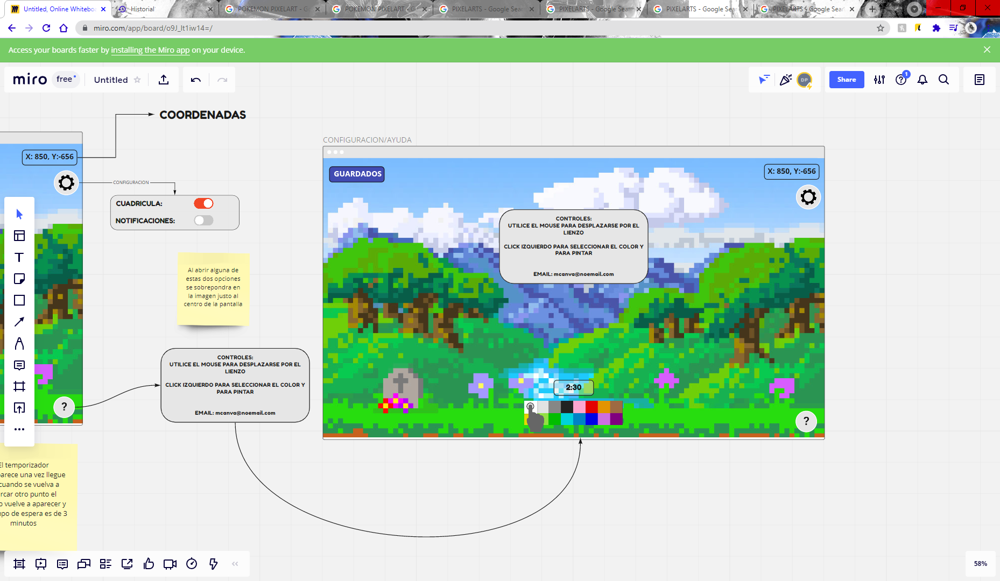 Untitled, Online Whiteboa
Historial
POKEMON PIXELART - G
POKEMON PIXELART - G
PIXELARTS - Google Sear
PIXELARTS - Google Sear
PIXELARTS - Google Sear
PIXELARTS - Google Sear
miro.com/app/board/o9J_lt1iw14=/
Access your boards faster by installing the Miro app on your device.
miro
free
Untitled
DP
Share
1
COORDENADAS
X: 850, Y:-656
CONFIGURACION
CUADRICULA:
NOTIFICACIONES:
Al abrir alguna de
estas dos opciones
se sobrepondra en
la imagen justo al
centro de la pantalla
CONTROLES:
UTILICE EL MOUSE PARA DESPLAZARSE POR EL
LIENZO
CLICK IZQUIERDO PARA SELECCIONAR EL COLOR Y
PARA PINTAR
EMAIL: mcanva@noemail.com
?
El temporizador
arece una vez llegue
cuando se vuelva a
rcar otro punto el
o vuelve a aparecer y
npo de espera es de 3
minutos
CONFIGURACION/AYUDA
GUARDADOS
X: 850, Y:-656
CONTROLES:
UTILICE EL MOUSE PARA DESPLAZARSE POR EL
LIENZO
CLICK IZQUIERDO PARA SELECCIONAR EL COLOR Y
PARA PINTAR
EMAIL: mcanva@noemail.com
2:30
?
58%